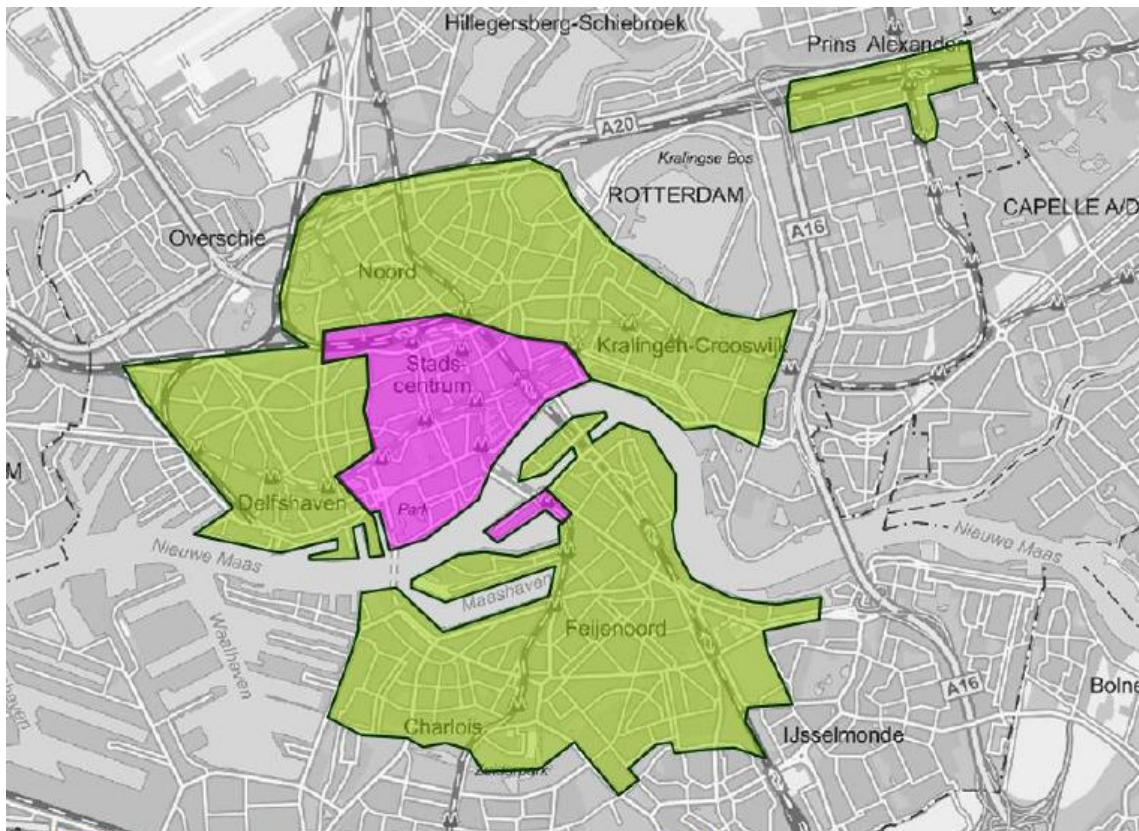 Hillegersberg-Schiebroek
Prins Alexander
A20
Kralingse Bos
ROTTERDAM
CAPELLE A/D
A16
Overschie
Noord
Kralingen-Crooswijk
Stads-
centrum
M
Delfshaven
Park
Nieuwe Maas
Nieuwe Maas
Maashaven
Waalhaven
Feijenoord
haven
A16
Bolne
Charlois
IJsselmonde
Zuiderpark